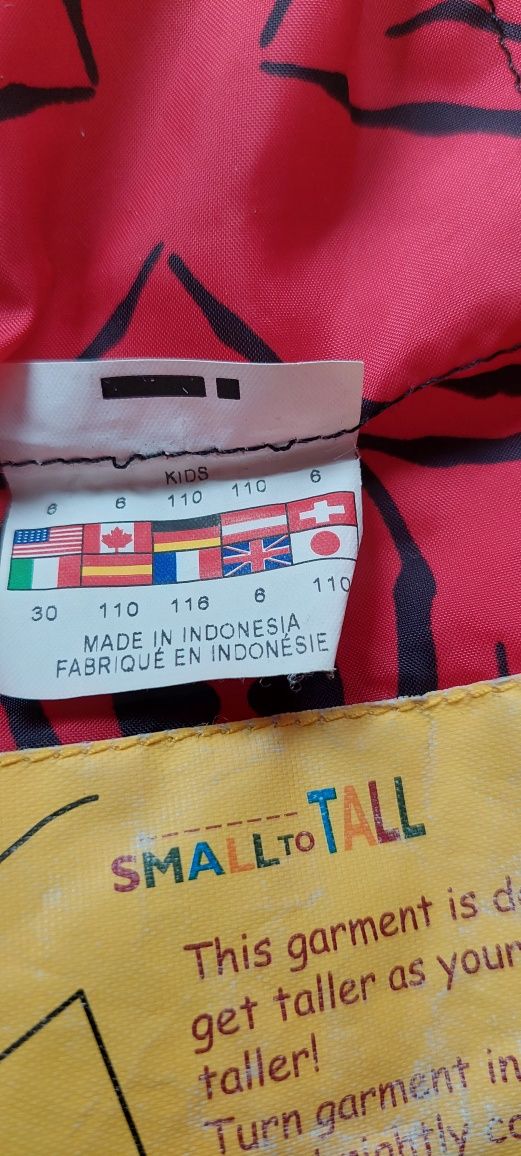 KIDS
6 6 110 110 6
30 110 116 6 110
MADE IN INDONESIA
FABRIQUÉ EN INDONÉSIE
SMALL TO TALL
This garment is
get taller as your
taller!
Turn garment in